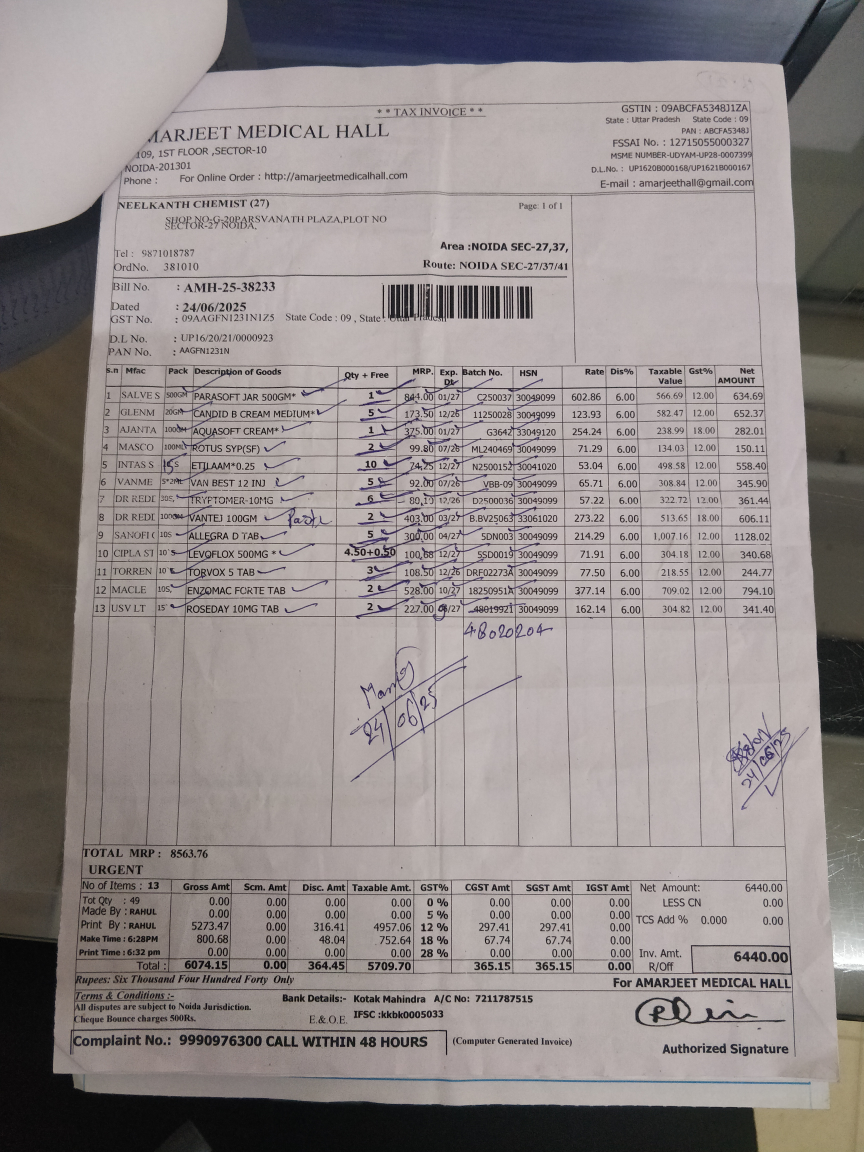 * * TAX INVOICE * *
MARJEET MEDICAL HALL
109, 1ST FLOOR ,SECTOR-10
NOIDA-201301
Phone : For Online Order : http://amarjeetmedicalhall.com
GSTIN : 09ABCFA5348J1ZA
State : Uttar Pradesh State Code : 09
PAN : ABCFA5348J
FSSAI No. : 12715055000327
MSME NUMBER-UDYAM-UP28-0007399
D.L.No. : UP1620B000168/UP1621B000167
E-mail : amarjeethall@gmail.com
NEELKANTH CHEMIST (27)
SHOP NO-G-20PARSVANATH PLAZA,PLOT NO
SECTOR-27 NOIDA,
Page: 1 of 1
Tel : 9871018787
OrdNo. 381010
Area :NOIDA SEC-27,37,
Route: NOIDA SEC-27/37/41
Bill No. : AMH-25-38233
Dated : 24/06/2025
GST No. : 09AAGFN1231N1Z5 State Code : 09 , State : Uttar Pradesh
D.L No. : UP16/20/21/0000923
PAN No. : AAGFN1231N
s.n Mfac Pack Description of Goods Qty + Free MRP. Exp. Dt. Batch No. HSN Rate Dis% Taxable Value Gst% Net AMOUNT
1 SALVE S 500GM PARASOFT JAR 500GM* 1 844.00 01/27 C250037 30049099 602.86 6.00 566.69 12.00 634.69
2 GLENM 20GM CANDID B CREAM MEDIUM* 5 173.50 12/26 11250028 30049099 123.93 6.00 582.47 12.00 652.37
3 AJANTA 100GM AQUASOFT CREAM* 1 375.00 01/27 G3642 33049120 254.24 6.00 238.99 18.00 282.01
4 MASCO 100ML ROTUS SYP(SF) 2 99.80 07/26 ML240469 30049099 71.29 6.00 134.03 12.00 150.11
5 INTAS S 15S ETILAAM*0.25 10 74.25 12/27 N2500152 30041020 53.04 6.00 498.58 12.00 558.40
6 VANME 5*2ML VAN BEST 12 INJ 5 92.00 07/26 VBB-09 30049099 65.71 6.00 308.84 12.00 345.90
7 DR REDI 30S, TRYPTOMER-10MG 6 80.10 12/26 D2500036 30049099 57.22 6.00 322.72 12.00 361.44
8 DR REDI 100GM VANTEJ 100GM Paste 2 403.00 03/27 B.BV25063 33061020 273.22 6.00 513.65 18.00 606.11
9 SANOFI 10S ALLEGRA D TAB 5 300.00 04/27 5DN003 30049099 214.29 6.00 1,007.16 12.00 1128.02
10 CIPLA ST 10`S LEVOFLOX 500MG * 4.50+0.50 100.68 12/27 SSD0019 30049099 71.91 6.00 304.18 12.00 340.68
11 TORREN 10 TORVOX 5 TAB 3 108.50 12/26 DRF02273A 30049099 77.50 6.00 218.55 12.00 244.77
12 MACLE 10S, ENZOMAC FORTE TAB 2 528.00 10/27 18250951A 30049099 377.14 6.00 709.02 12.00 794.10
13 USV LT 15` ROSEDAY 10MG TAB 2 227.00 /27 48019921 30049099 162.14 6.00 304.82 12.00 341.40
48020204
24/06/25
24/06/25
TOTAL MRP : 8563.76
URGENT
No of Items : 13 Gross Amt Scm. Amt Disc. Amt Taxable Amt. GST% CGST Amt SGST Amt IGST Amt
Tot Qty : 49 0.00 0.00 0.00 0.00 0 % 0.00 0.00 0.00
Made By : RAHUL 0.00 0.00 0.00 0.00 5 % 0.00 0.00 0.00
Print By : RAHUL 5273.47 0.00 316.41 4957.06 12 % 297.41 297.41 0.00
Make Time : 6:28PM 800.68 0.00 48.04 752.64 18 % 67.74 67.74 0.00
Print Time : 6:32 pm 0.00 0.00 0.00 0.00 28 % 0.00 0.00 0.00
Total : 6074.15 0.00 364.45 5709.70 365.15 365.15 0.00
Net Amount: 6440.00
LESS CN 0.00
TCS Add % 0.000 0.00
Inv. Amt. 6440.00
R/Off
Rupees: Six Thousand Four Hundred Forty Only
For AMARJEET MEDICAL HALL
Terms & Conditions :-
All disputes are subject to Noida Jurisdiction.
Cheque Bounce charges 500Rs.
Bank Details:- Kotak Mahindra A/C No: 7211787515
E.& O.E. IFSC :kkbk0005033
Complaint No.: 9990976300 CALL WITHIN 48 HOURS
(Computer Generated Invoice)
Authorized Signature